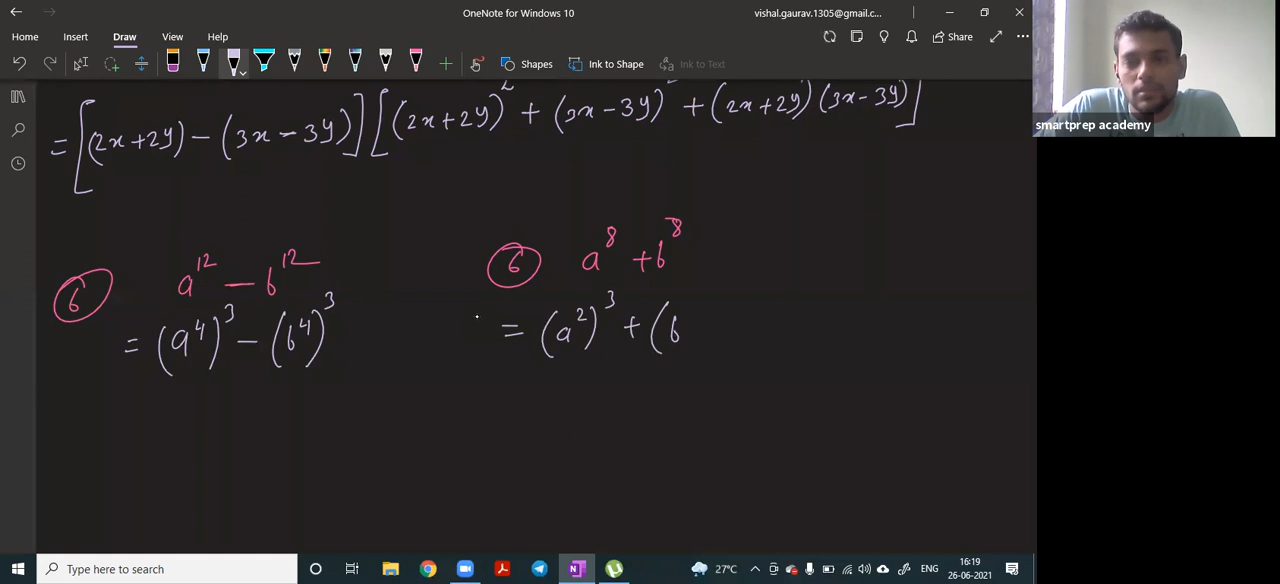 OneNote for Windows 10
vishal.gaurav.1305@gmail.c...
Home Insert Draw View Help
Share
Shapes Ink to Shape Ink to Text
smartprep academy
= [(2x+2y) - (3x-3y)] [(2x+2y)² + (3x-3y)² + (2x+2y)(3x-3y)]
6 a¹² - b¹²
= (a⁴)³ - (b⁴)³
6 a⁸ + b⁸
= (a²)³ + (b
Type here to search
27°C
ENG
16:19
26-06-2021